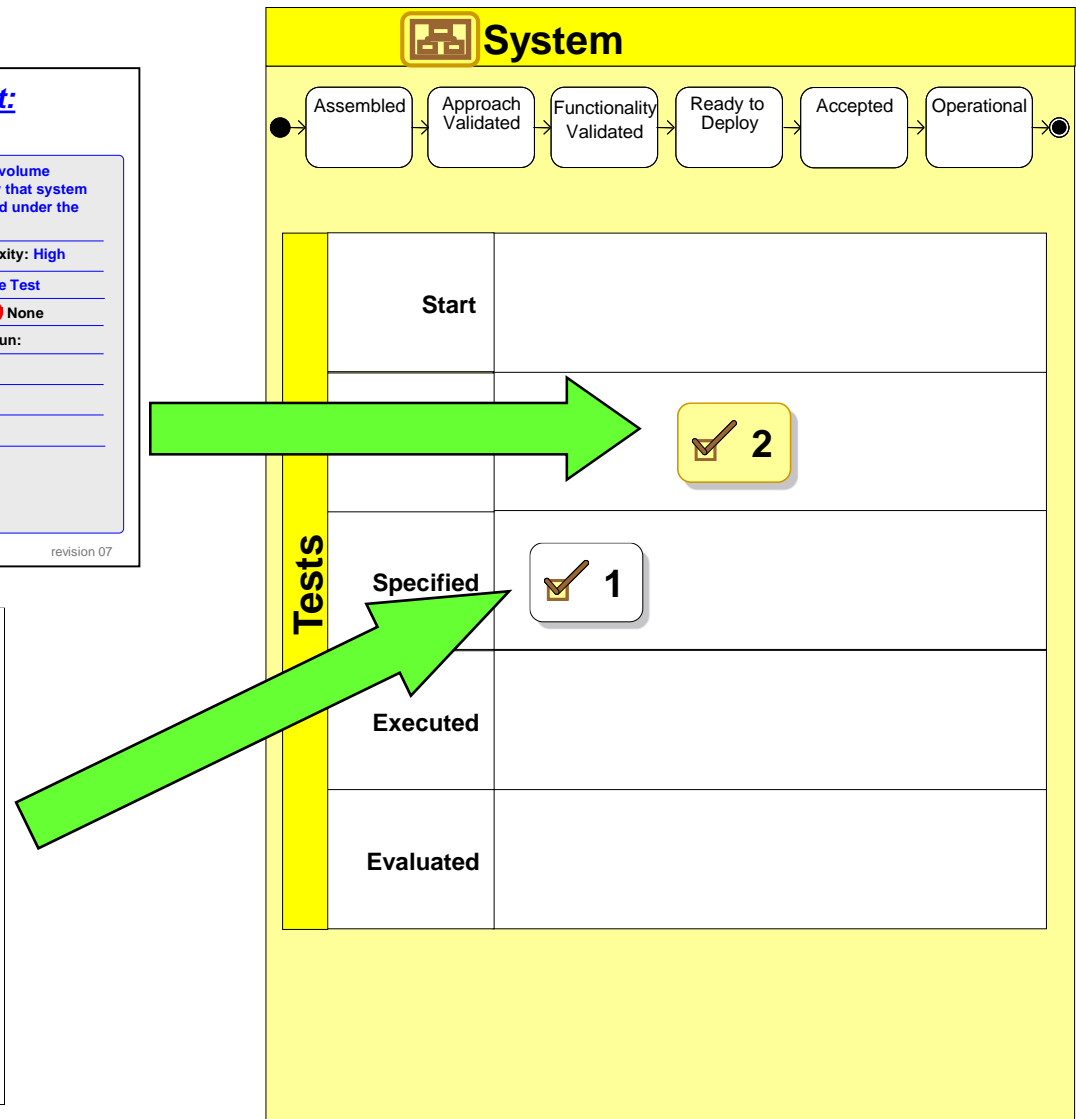 System
Assembled
Approach
Validated
Functionality
Validated
Ready to
Deploy
Accepted
Operational
t:
volume
that system
d under the
xity: High
e Test
None
un:
revision 07
Tests
Start
2
Specified
1
Executed
Evaluated